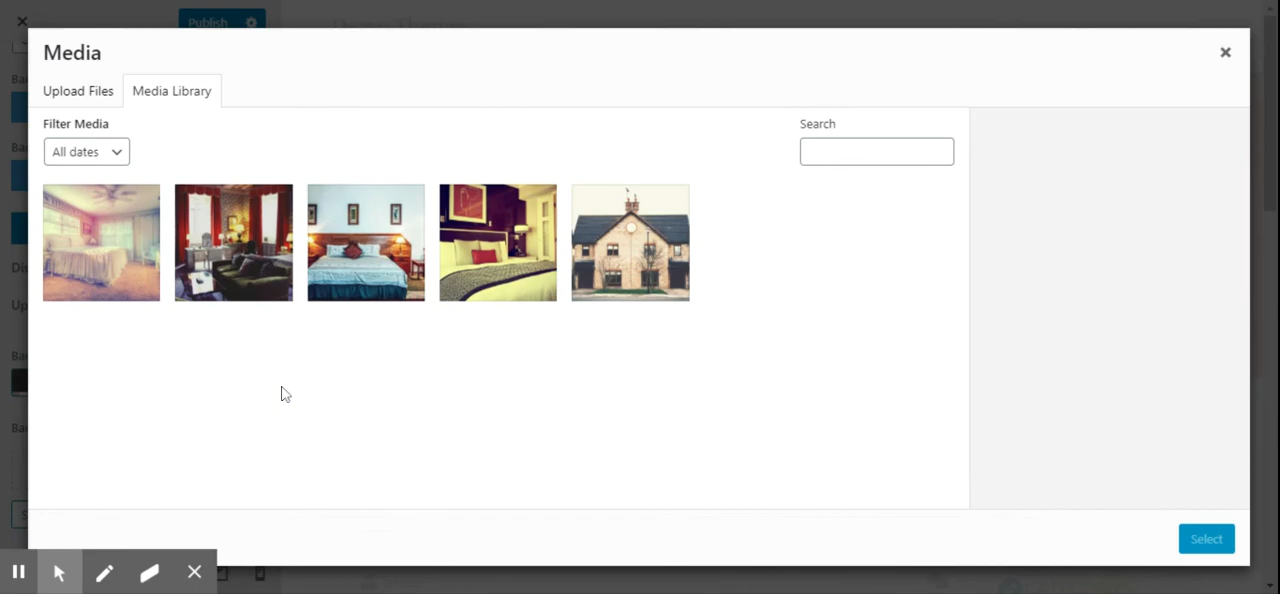 Publish
Media
Upload Files
Media Library
Filter Media
Search
All dates
Select